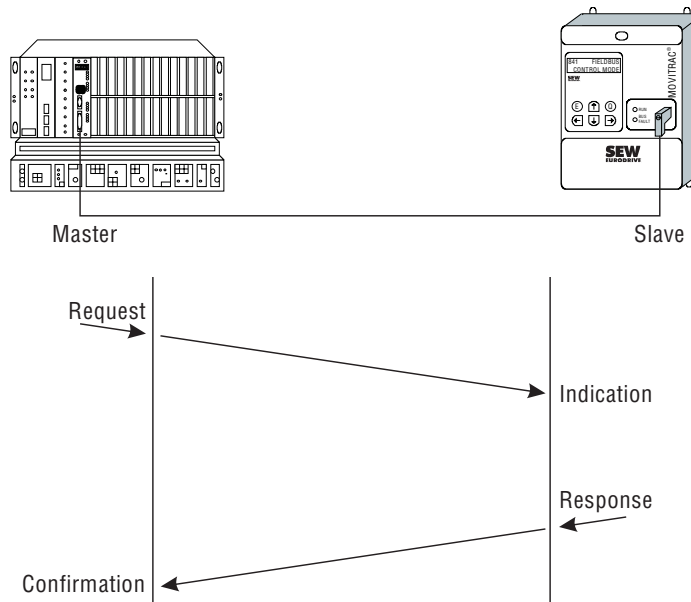 841 FIELDBUS
CONTROL MODE
SEW
MOVITRAC®
E
Q
RUN
BUS
FAULT
SEW
EURODRIVE
Master
Slave
Request
Indication
Response
Confirmation